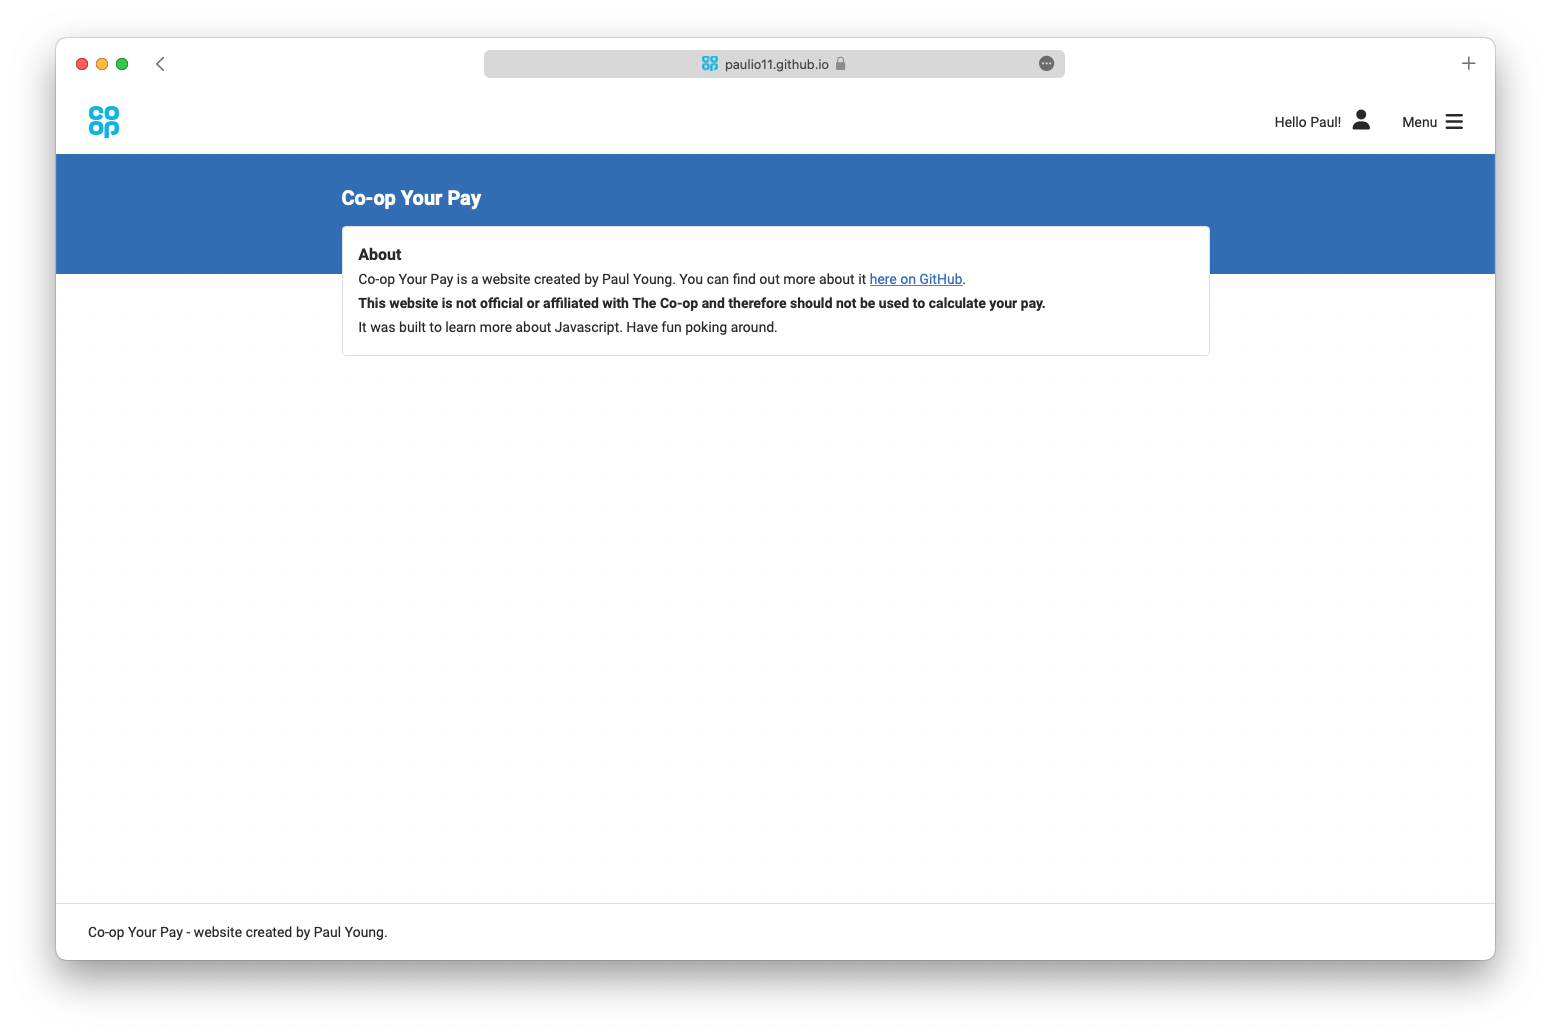 paulio11.github.io
co
op
Hello Paul!
Menu
Co-op Your Pay
About
Co-op Your Pay is a website created by Paul Young. You can find out more about it here on GitHub.
This website is not official or affiliated with The Co-op and therefore should not be used to calculate your pay.
It was built to learn more about Javascript. Have fun poking around.
Co-op Your Pay - website created by Paul Young.